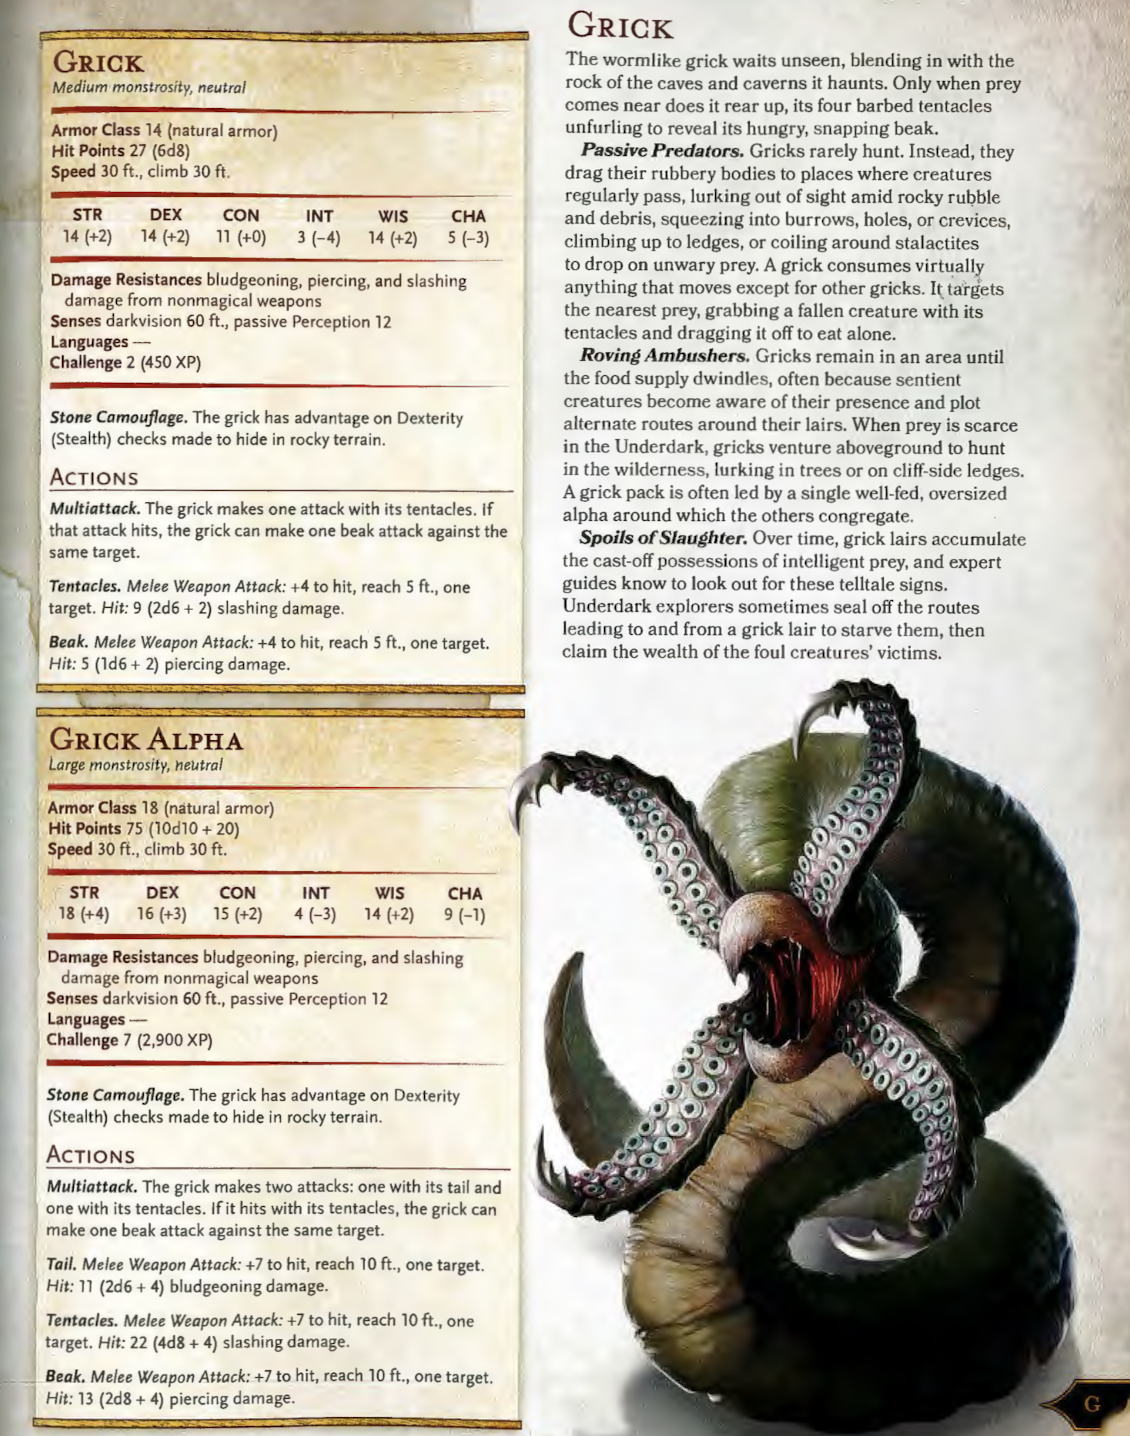 GRICK
Medium monstrosity, neutral
Armor Class 14 (natural armor)
Hit Points 27 (6d8)
Speed 30 ft., climb 30 ft.
STR DEX CON INT WIS CHA
14 (+2) 14 (+2) 11 (+0) 3 (−4) 14 (+2) 5 (−3)
Damage Resistances bludgeoning, piercing, and slashing
damage from nonmagical weapons
Senses darkvision 60 ft., passive Perception 12
Languages —
Challenge 2 (450 XP)
Stone Camouflage. The grick has advantage on Dexterity
(Stealth) checks made to hide in rocky terrain.
ACTIONS
Multiattack. The grick makes one attack with its tentacles. If
that attack hits, the grick can make one beak attack against the
same target.
Tentacles. Melee Weapon Attack: +4 to hit, reach 5 ft., one
target. Hit: 9 (2d6 + 2) slashing damage.
Beak. Melee Weapon Attack: +4 to hit, reach 5 ft., one target.
Hit: 5 (1d6 + 2) piercing damage.
GRICK ALPHA
Large monstrosity, neutral
Armor Class 18 (natural armor)
Hit Points 75 (10d10 + 20)
Speed 30 ft., climb 30 ft.
STR DEX CON INT WIS CHA
18 (+4) 16 (+3) 15 (+2) 4 (−3) 14 (+2) 9 (−1)
Damage Resistances bludgeoning, piercing, and slashing
damage from nonmagical weapons
Senses darkvision 60 ft., passive Perception 12
Languages —
Challenge 7 (2,900 XP)
Stone Camouflage. The grick has advantage on Dexterity
(Stealth) checks made to hide in rocky terrain.
ACTIONS
Multiattack. The grick makes two attacks: one with its tail and
one with its tentacles. If it hits with its tentacles, the grick can
make one beak attack against the same target.
Tail. Melee Weapon Attack: +7 to hit, reach 10 ft., one target.
Hit: 11 (2d6 + 4) bludgeoning damage.
Tentacles. Melee Weapon Attack: +7 to hit, reach 10 ft., one
target. Hit: 22 (4d8 + 4) slashing damage.
Beak. Melee Weapon Attack: +7 to hit, reach 10 ft., one target.
Hit: 13 (2d8 + 4) piercing damage.
GRICK
The wormlike grick waits unseen, blending in with the
rock of the caves and caverns it haunts. Only when prey
comes near does it rear up, its four barbed tentacles
unfurling to reveal its hungry, snapping beak.
Passive Predators. Gricks rarely hunt. Instead, they
drag their rubbery bodies to places where creatures
regularly pass, lurking out of sight amid rocky rubble
and debris, squeezing into burrows, holes, or crevices,
climbing up to ledges, or coiling around stalactites
to drop on unwary prey. A grick consumes virtually
anything that moves except for other gricks. It targets
the nearest prey, grabbing a fallen creature with its
tentacles and dragging it off to eat alone.
Roving Ambushers. Gricks remain in an area until
the food supply dwindles, often because sentient
creatures become aware of their presence and plot
alternate routes around their lairs. When prey is scarce
in the Underdark, gricks venture aboveground to hunt
in the wilderness, lurking in trees or on cliff-side ledges.
A grick pack is often led by a single well-fed, oversized
alpha around which the others congregate.
Spoils of Slaughter. Over time, grick lairs accumulate
the cast-off possessions of intelligent prey, and expert
guides know to look out for these telltale signs.
Underdark explorers sometimes seal off the routes
leading to and from a grick lair to starve them, then
claim the wealth of the foul creatures' victims.
G